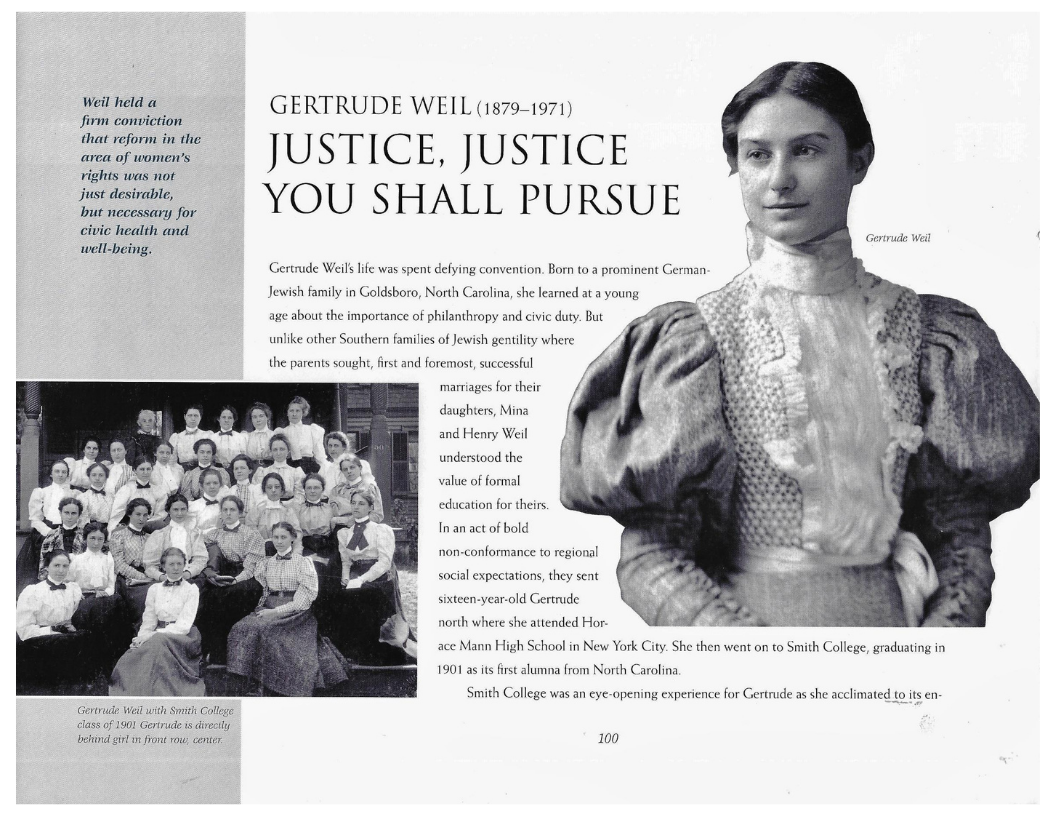 Weil held a
firm conviction
that reform in the
area of women's
rights was not
just desirable,
but necessary for
civic health and
well-being.
GERTRUDE WEIL (1879–1971)
JUSTICE, JUSTICE
YOU SHALL PURSUE
Gertrude Weil
Gertrude Weil's life was spent defying convention. Born to a prominent German-
Jewish family in Goldsboro, North Carolina, she learned at a young
age about the importance of philanthropy and civic duty. But
unlike other Southern families of Jewish gentility where
the parents sought, first and foremost, successful
marriages for their
daughters, Mina
and Henry Weil
understood the
value of formal
education for theirs.
In an act of bold
non-conformance to regional
social expectations, they sent
sixteen-year-old Gertrude
north where she attended Hor-
ace Mann High School in New York City. She then went on to Smith College, graduating in
1901 as its first alumna from North Carolina.
Smith College was an eye-opening experience for Gertrude as she acclimated to its en-
Gertrude Weil with Smith College
class of 1901 Gertrude is directly
behind girl in front row, center.
100